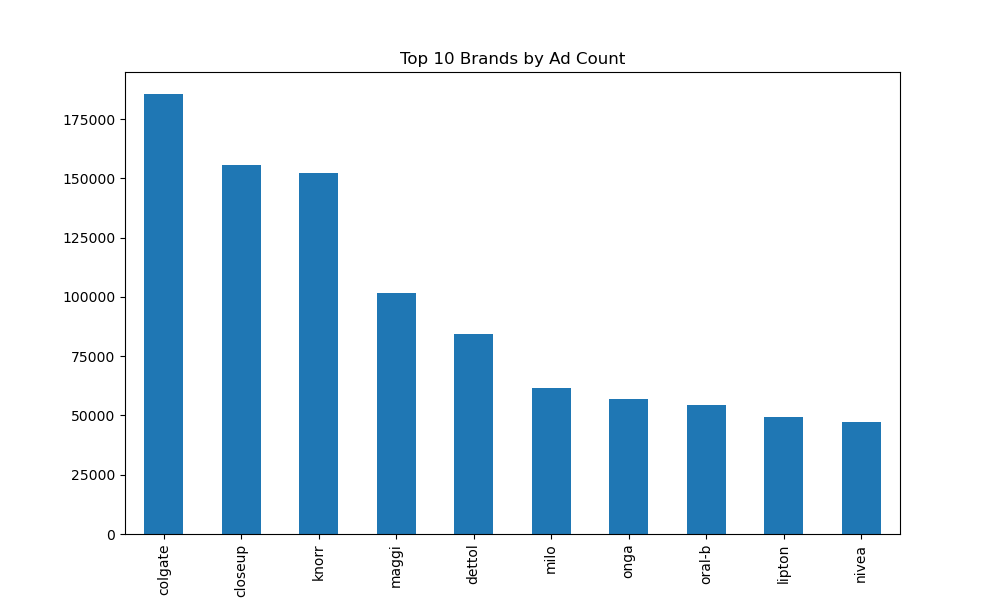 Top 10 Brands by Ad Count
175000
150000
125000
100000
75000
50000
25000
0
colgate
closeup
knorr
maggi
dettol
milo
onga
oral-b
lipton
nivea